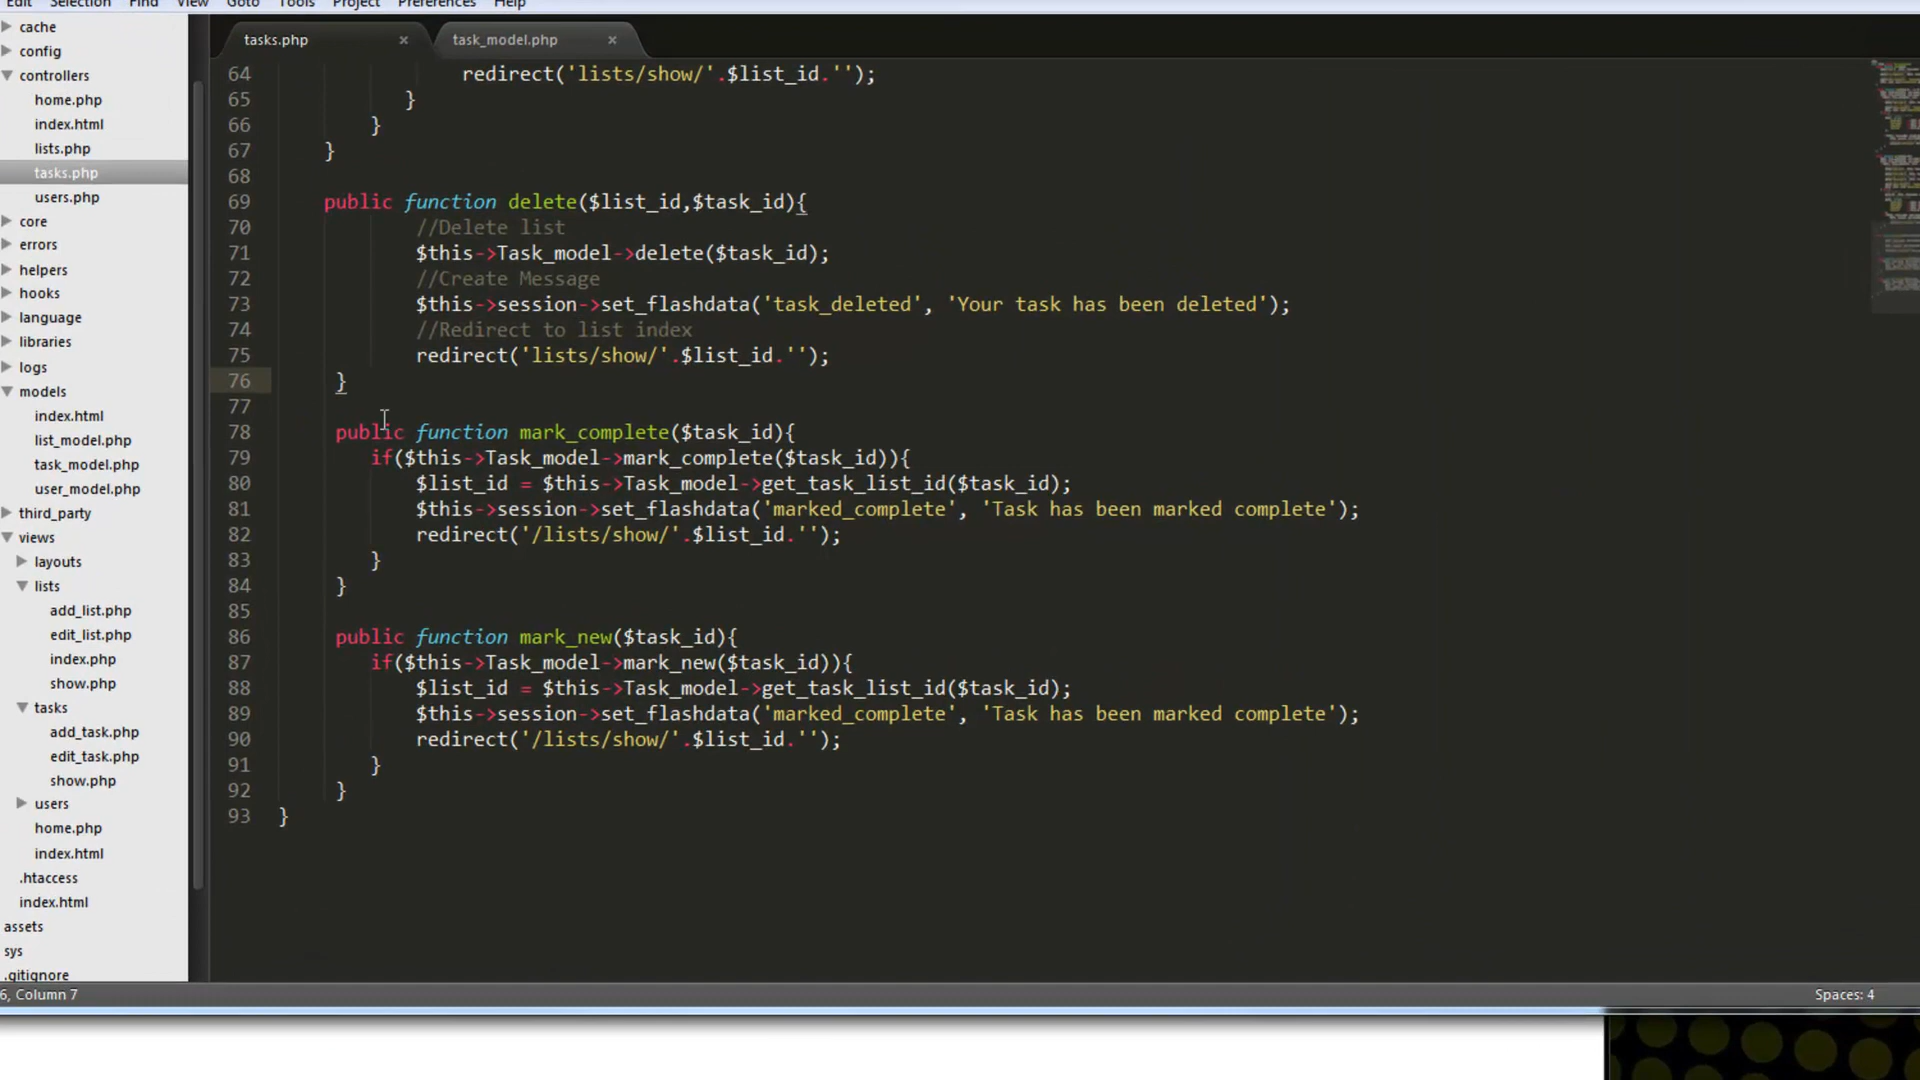 Edit Selection Find View Goto Tools Project Preferences Help
cache
config
controllers
home.php
index.html
lists.php
tasks.php
users.php
core
errors
helpers
hooks
language
libraries
logs
models
index.html
list_model.php
task_model.php
user_model.php
third_party
views
layouts
lists
add_list.php
edit_list.php
index.php
show.php
tasks
add_task.php
edit_task.php
show.php
users
home.php
index.html
.htaccess
index.html
assets
sys
.gitignore
tasks.php × task_model.php ×
64 redirect('lists/show/'.$list_id.'');
65 }
66 }
67 }
68
69 public function delete($list_id,$task_id){
70 //Delete list
71 $this->Task_model->delete($task_id);
72 //Create Message
73 $this->session->set_flashdata('task_deleted', 'Your task has been deleted');
74 //Redirect to list index
75 redirect('lists/show/'.$list_id.'');
76 }
77
78 public function mark_complete($task_id){
79 if($this->Task_model->mark_complete($task_id)){
80 $list_id = $this->Task_model->get_task_list_id($task_id);
81 $this->session->set_flashdata('marked_complete', 'Task has been marked complete');
82 redirect('/lists/show/'.$list_id.'');
83 }
84 }
85
86 public function mark_new($task_id){
87 if($this->Task_model->mark_new($task_id)){
88 $list_id = $this->Task_model->get_task_list_id($task_id);
89 $this->session->set_flashdata('marked_complete', 'Task has been marked complete');
90 redirect('/lists/show/'.$list_id.'');
91 }
92 }
93 }
6, Column 7 Spaces: 4